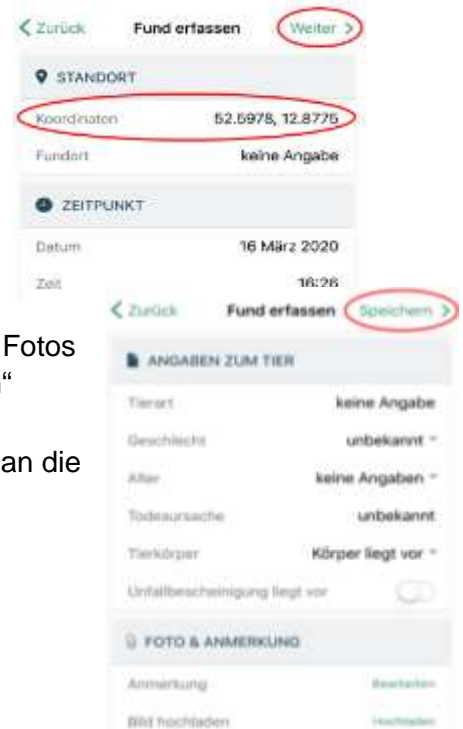 Zurück Fund erfassen Weiter
STANDORT
Koordinaten 52.5978, 12.8775
Fundort keine Angabe
ZEITPUNKT
Datum 16 März 2020
Zeit 16:26
Zurück Fund erfassen Speichern
Fotos
“
an die
ANGABEN ZUM TIER
Tierart keine Angabe
Geschlecht unbekannt
Alter keine Angaben
Todesursache unbekannt
Tierkörper Körper liegt vor
Unfallbescheinigung liegt vor
FOTO & ANMERKUNG
Anmerkung Bearbeiten
Bild hochladen Hochladen